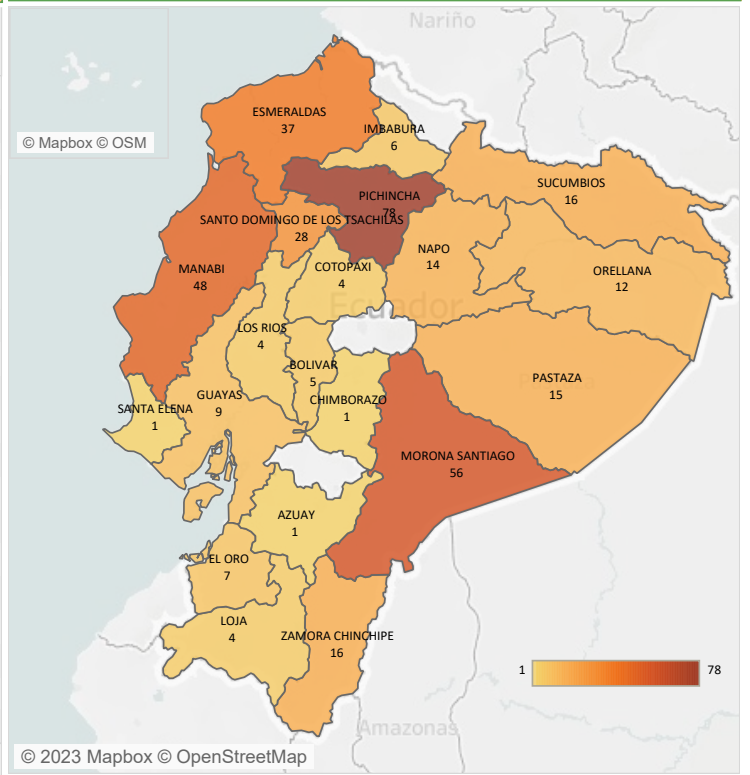 Nariño
© Mapbox © OSM
ESMERALDAS
37
IMBABURA
6
PICHINCHA
78
SUCUMBIOS
16
SANTO DOMINGO DE LOS TSACHILAS
28
NAPO
14
MANABI
48
COTOPAXI
4
ORELLANA
12
Ecuador
LOS RIOS
4
BOLIVAR
5
PASTAZA
15
GUAYAS
9
CHIMBORAZO
1
SANTA ELENA
1
MORONA SANTIAGO
56
AZUAY
1
EL ORO
7
LOJA
4
ZAMORA CHINCHIPE
16
1
78
Amazonas
© 2023 Mapbox © OpenStreetMap